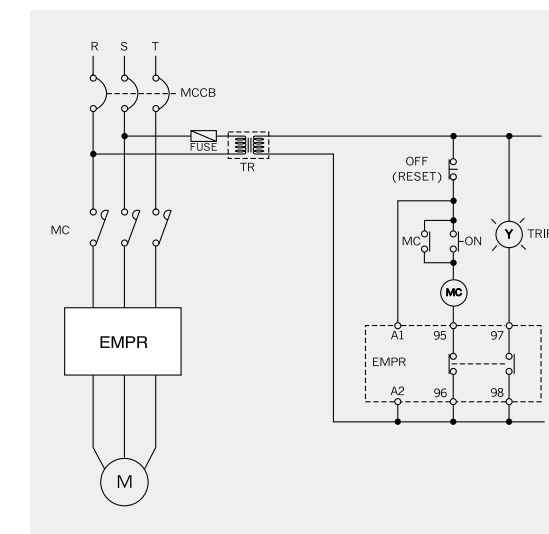 R S T
MCCB
FUSE
TR
OFF
(RESET)
MC
MC
ON
Y
TRIP
MC
A1 95 97
EMPR
EMPR
A2 96 98
M